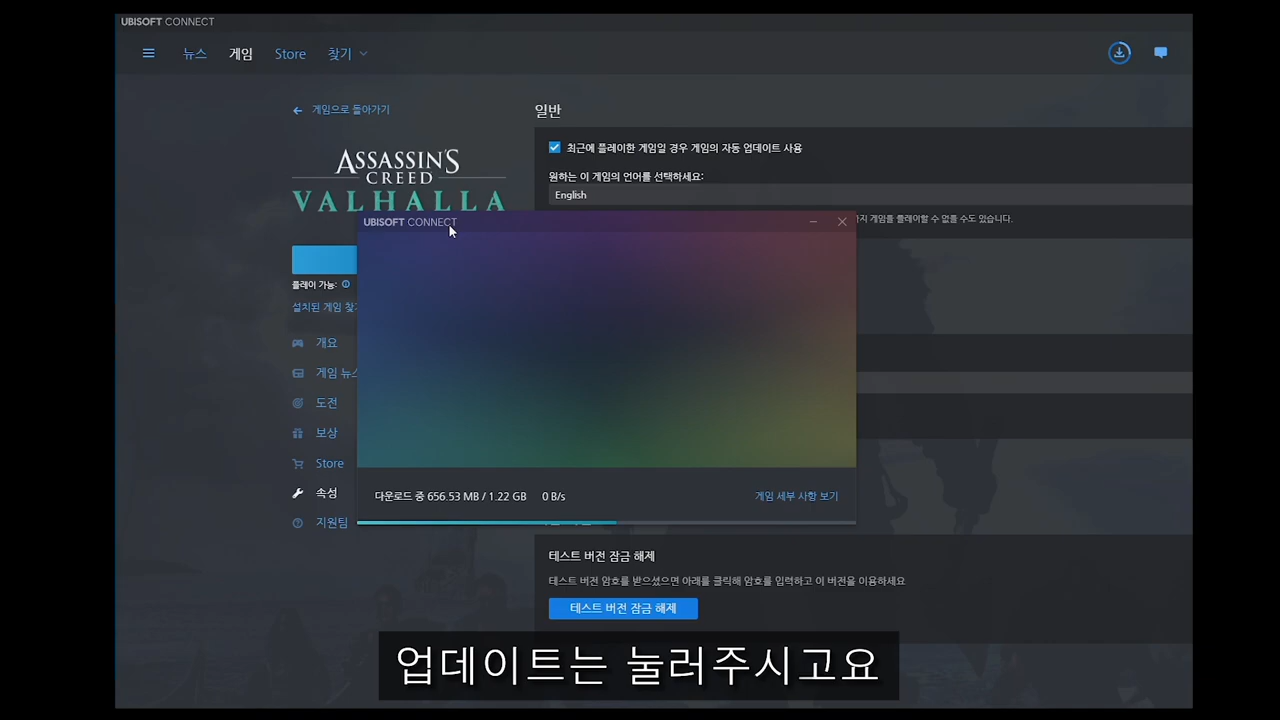 UBISOFT CONNECT
뉴스 게임 Store 찾기
게임으로 돌아가기
일반
ASSASSIN'S
CREED
VALHALLA
최근에 플레이한 게임일 경우 게임의 자동 업데이트 사용
원하는 이 게임의 언어를 선택하세요:
English
게임를 플레이할 수 없를 수도 있습니다.
UBISOFT CONNECT
플레이 가능:
설치된 게임 찾기
개요
게임 뉴스
도전
보상
Store
속성
지원팀
다운로드 중 656.53 MB / 1.22 GB 0 B/s
게임 세부 사항 보기
테스트 버전 잠금 해제
테스트 버전 암호를 받으셨으면 아래를 클릭해 암호를 입력하고 이 버전을 이용하세요
테스트 버전 잠금 해제
업데이트는 눌러주시고요